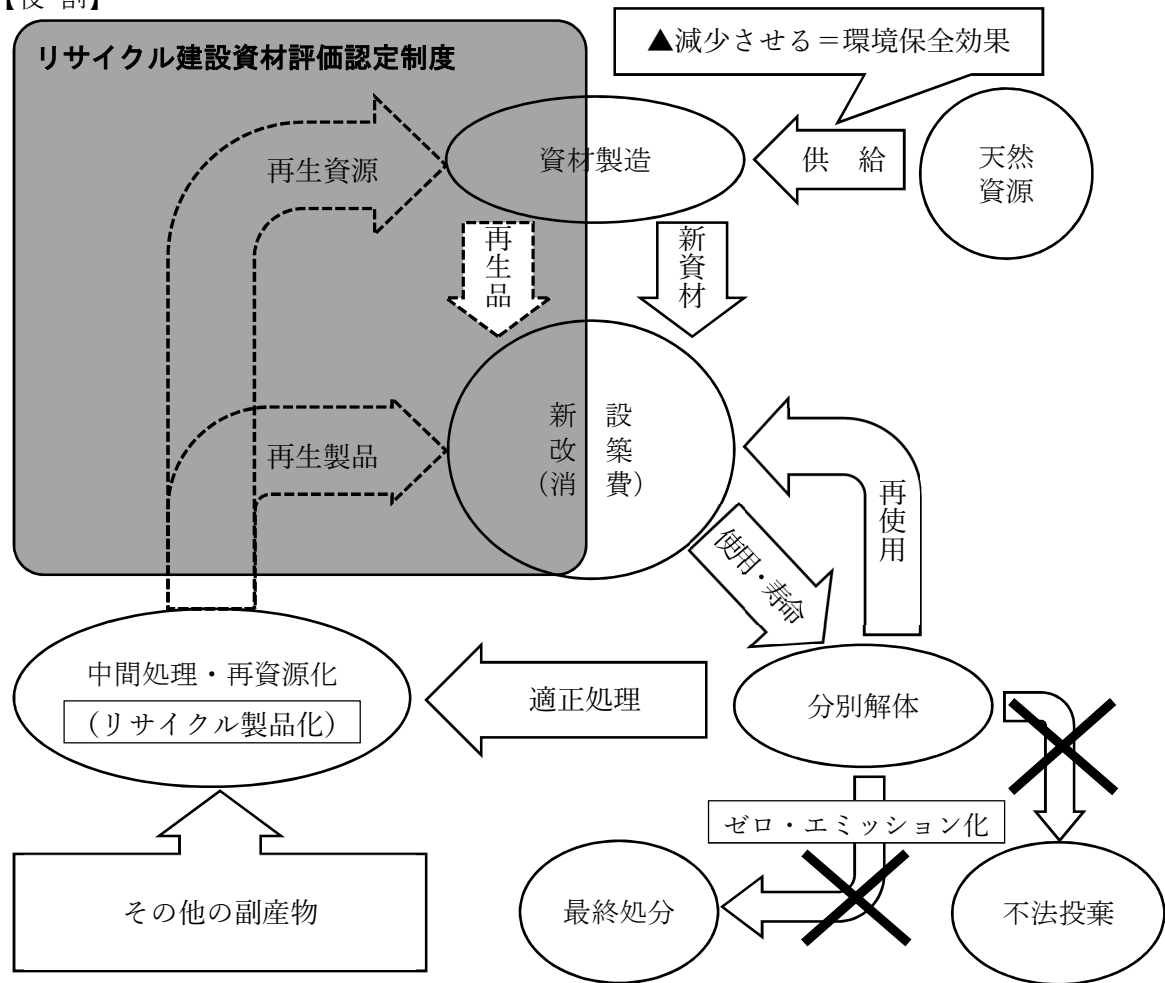 【役 割】
リサイクル建設資材評価認定制度
▲減少させる＝環境保全効果
再生資源
資材製造
供 給
天然
資源
再生品
新資材
新 設
改 築
（消 費）
再生製品
再使用
使用・寿命
中間処理・再資源化
（リサイクル製品化）
適正処理
分別解体
ゼロ・エミッション化
その他の副産物
最終処分
不法投棄